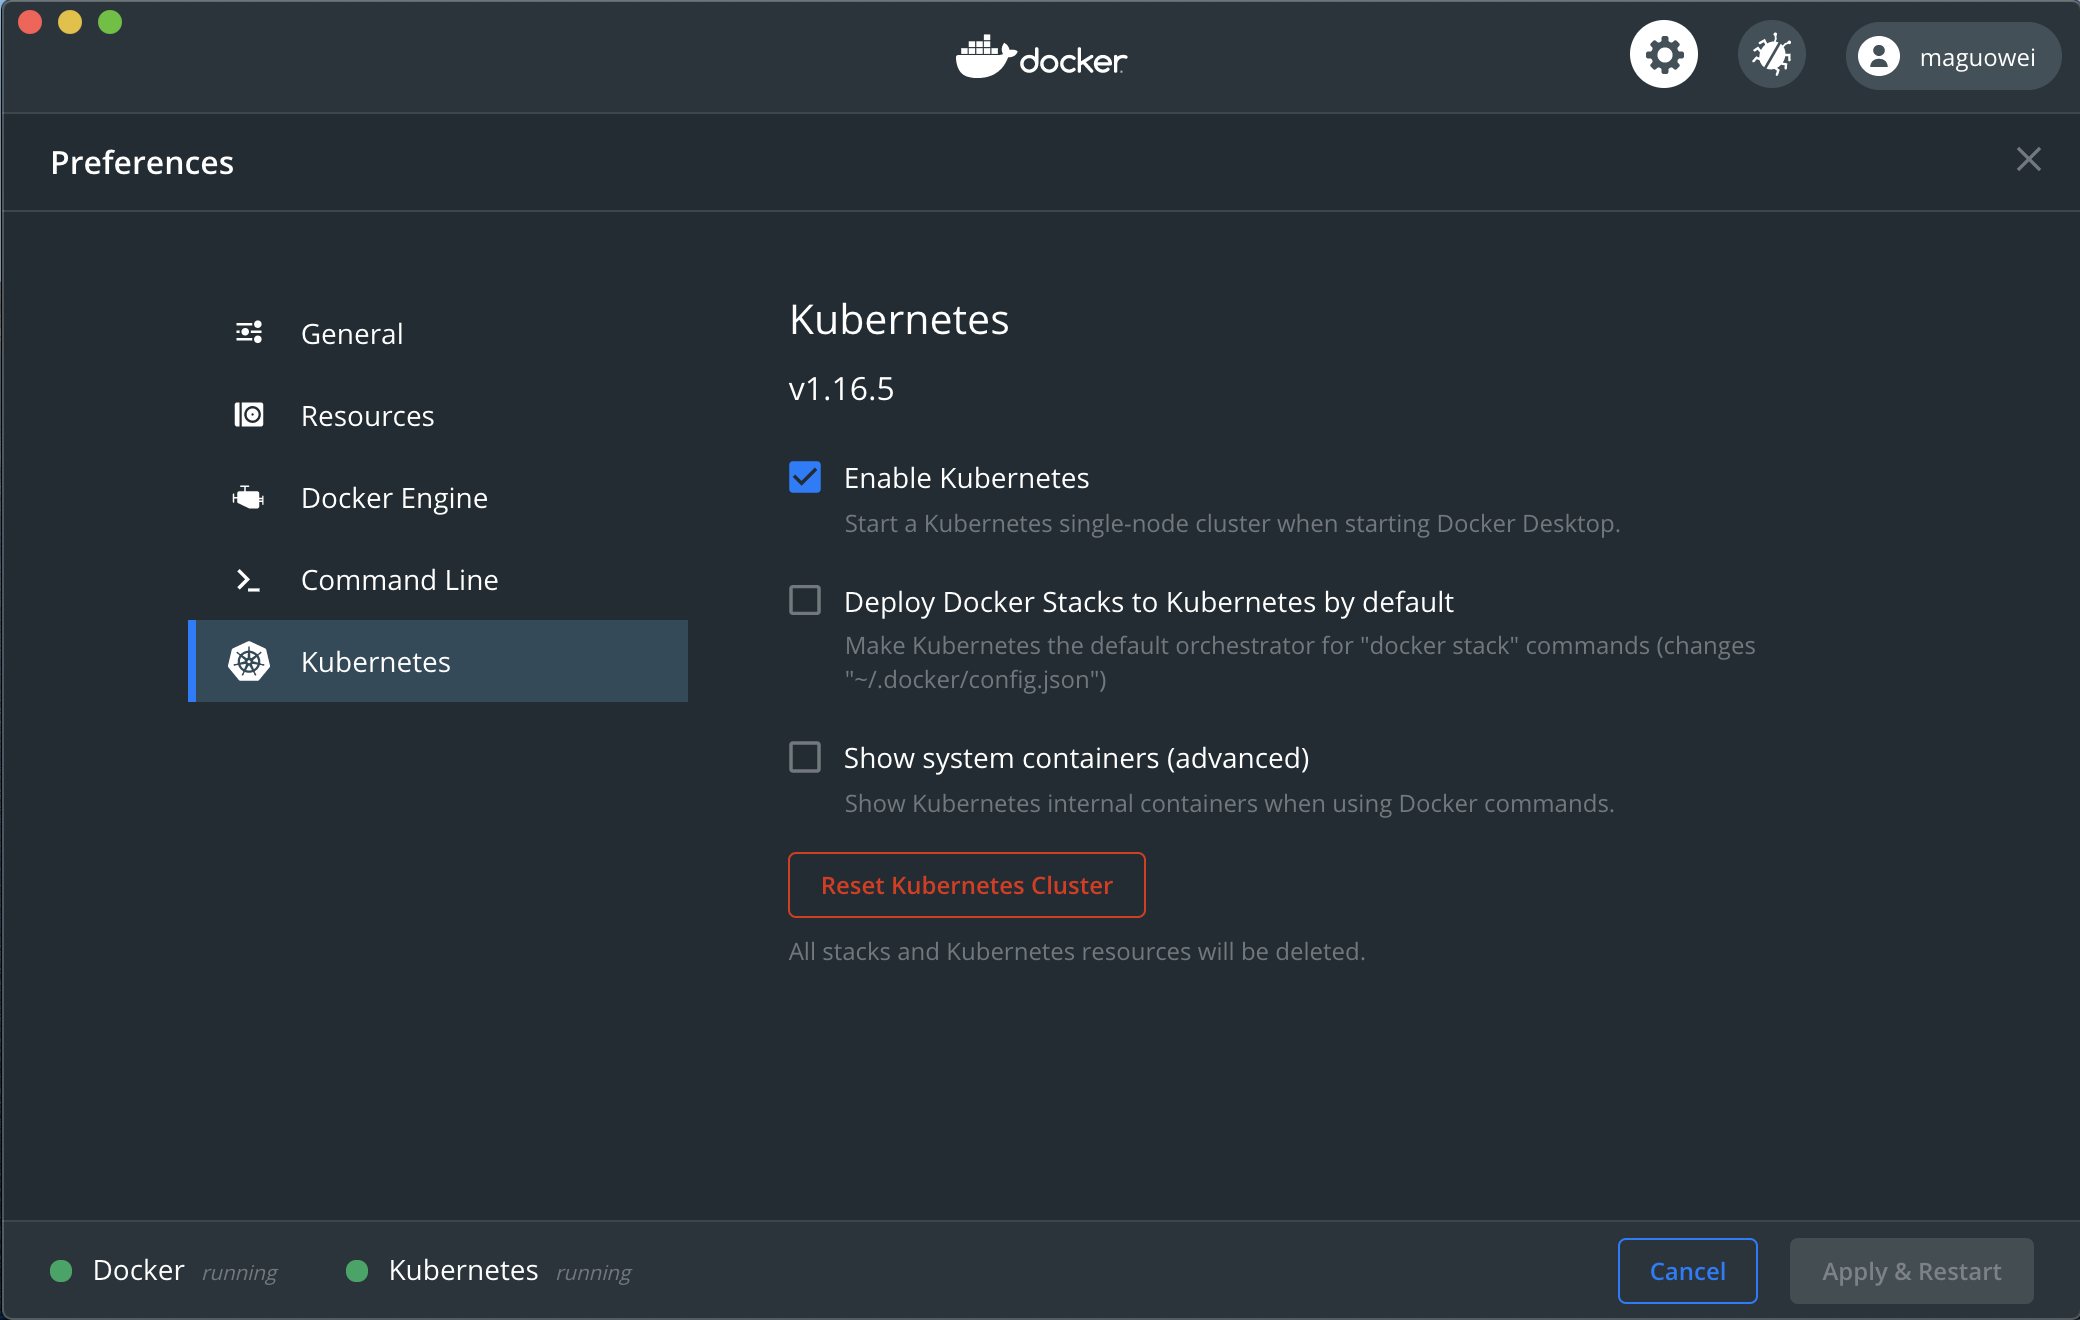 docker
maguowei
Preferences
General
Resources
Docker Engine
Command Line
Kubernetes
Kubernetes
v1.16.5
Enable Kubernetes
Start a Kubernetes single-node cluster when starting Docker Desktop.
Deploy Docker Stacks to Kubernetes by default
Make Kubernetes the default orchestrator for "docker stack" commands (changes
"~/.docker/config.json")
Show system containers (advanced)
Show Kubernetes internal containers when using Docker commands.
Reset Kubernetes Cluster
All stacks and Kubernetes resources will be deleted.
Docker running Kubernetes running
Cancel Apply & Restart